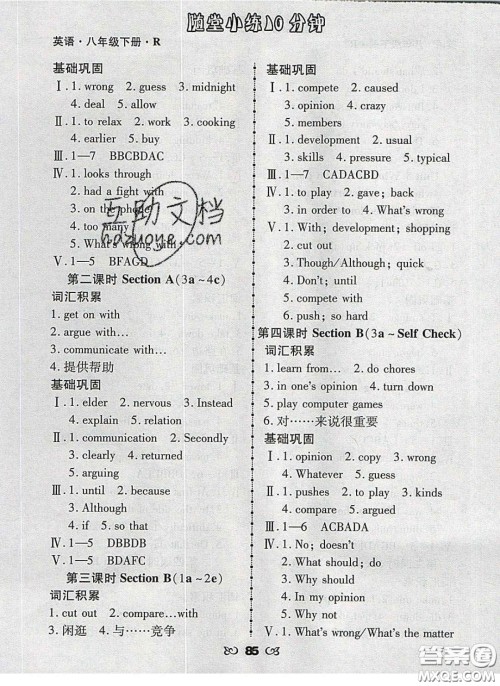 随堂小练10分钟
英语·八年级下册·R
基础巩固
Ⅰ.1. wrong 2. guess 3. midnight
4. deal 5. allow
Ⅱ.1. to relax 2. work 3. cooking
4. earlier 5. buy
Ⅲ.1—7 BBCBDAC
Ⅳ.1. looks through
2. had a fight with
3. on the phone
4. too many
5. What's wrong with
Ⅴ.1—5 BFAGD
第二课时 Section A(3a~4c)
词汇积累
1. get on with
2. argue with…
3. communicate with…
4. 提供帮助
基础巩固
Ⅰ.1. elder 2. nervous 3. Instead
4. explain 5. relation
Ⅱ.1. communication 2. Secondly
3. clearly 4. returned
5. arguing
Ⅲ.1. until 2. because
3. Although
4. if 5. so that
Ⅳ.1—5 DBBDB
Ⅴ.1—5 BDAFC
第三课时 Section B(1a~2e)
词汇积累
1. cut out 2. compare…with
3. 闲逛 4. 与……竞争
基础巩固
Ⅰ.1. compete 2. caused
3. opinion 4. crazy
5. members
Ⅱ.1. development 2. usual
3. skills 4. pressure 5. typical
Ⅲ.1—7 CADACBD
Ⅳ.1. to play 2. gave; back
3. in order to 4. What's wrong
Ⅴ.1. With; development; shopping
2. cut out
3. Though/Although; quick
4. Don't; until
5. compete with
6. push; so hard
第四课时 Section B(3a~Self Check)
词汇积累
1. learn from… 2. do chores
3. in one's opinion 4. turn down
5. play computer games
6. 对……来说很重要
基础巩固
Ⅰ.1. opinion 2. copy 3. wrong
4. Whatever 5. guess
Ⅱ.1. pushes 2. to play 3. kinds
4. to argue 5. giving
Ⅲ.1—6 ACBADA
Ⅳ.1. No; doesn't
2. What should; do
3. Why should
4. In my opinion
5. Why not
Ⅴ.1. What's wrong/What's the matter
85
互助文档
hdzuoye.com
答案圈
MXQE.COM